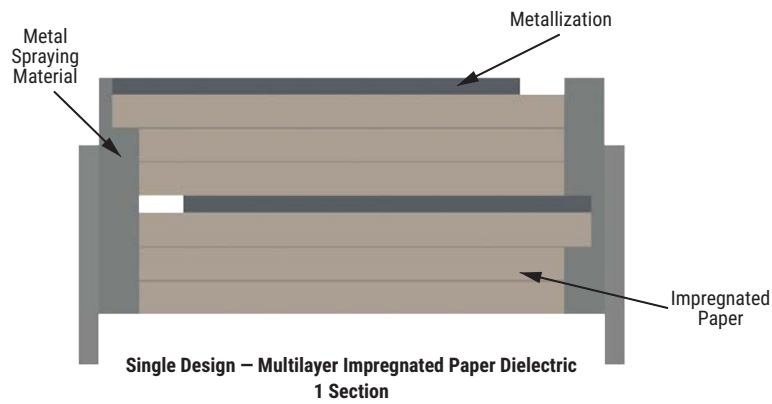 Metallization
Metal
Spraying
Material
Impregnated
Paper
Single Design — Multilayer Impregnated Paper Dielectric
1 Section